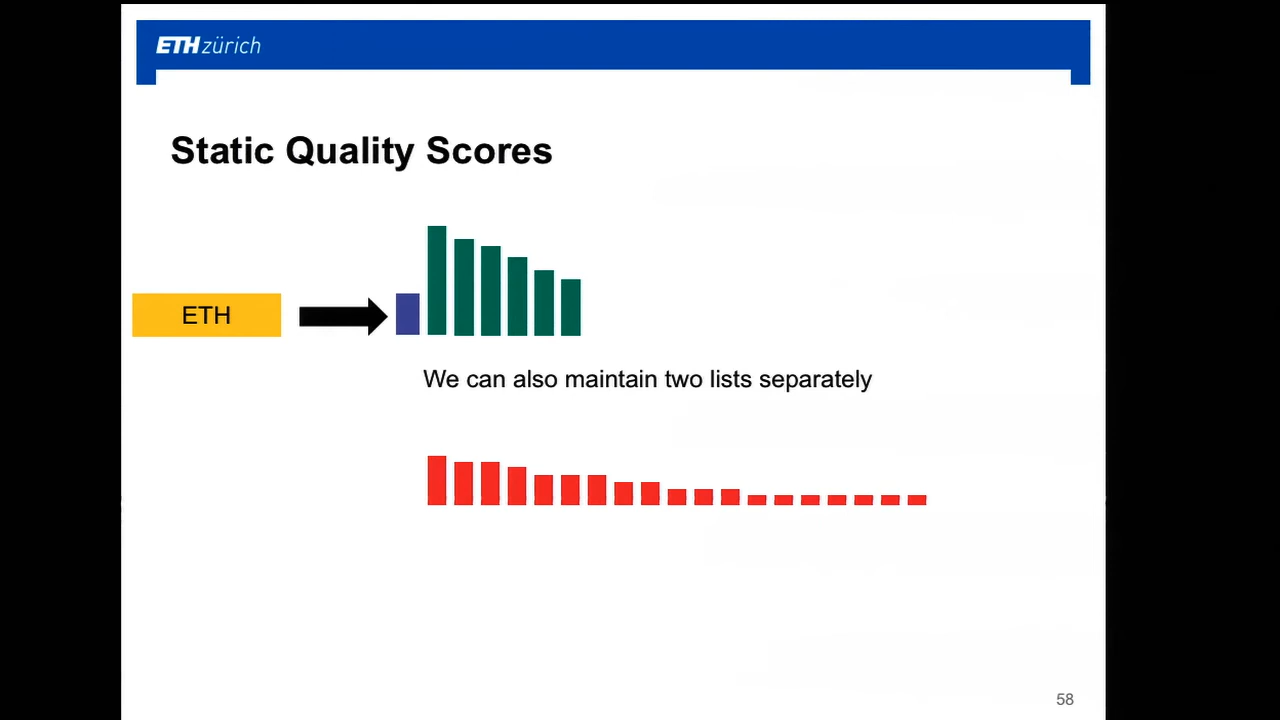 ETH zürich
Static Quality Scores
ETH
We can also maintain two lists separately
58